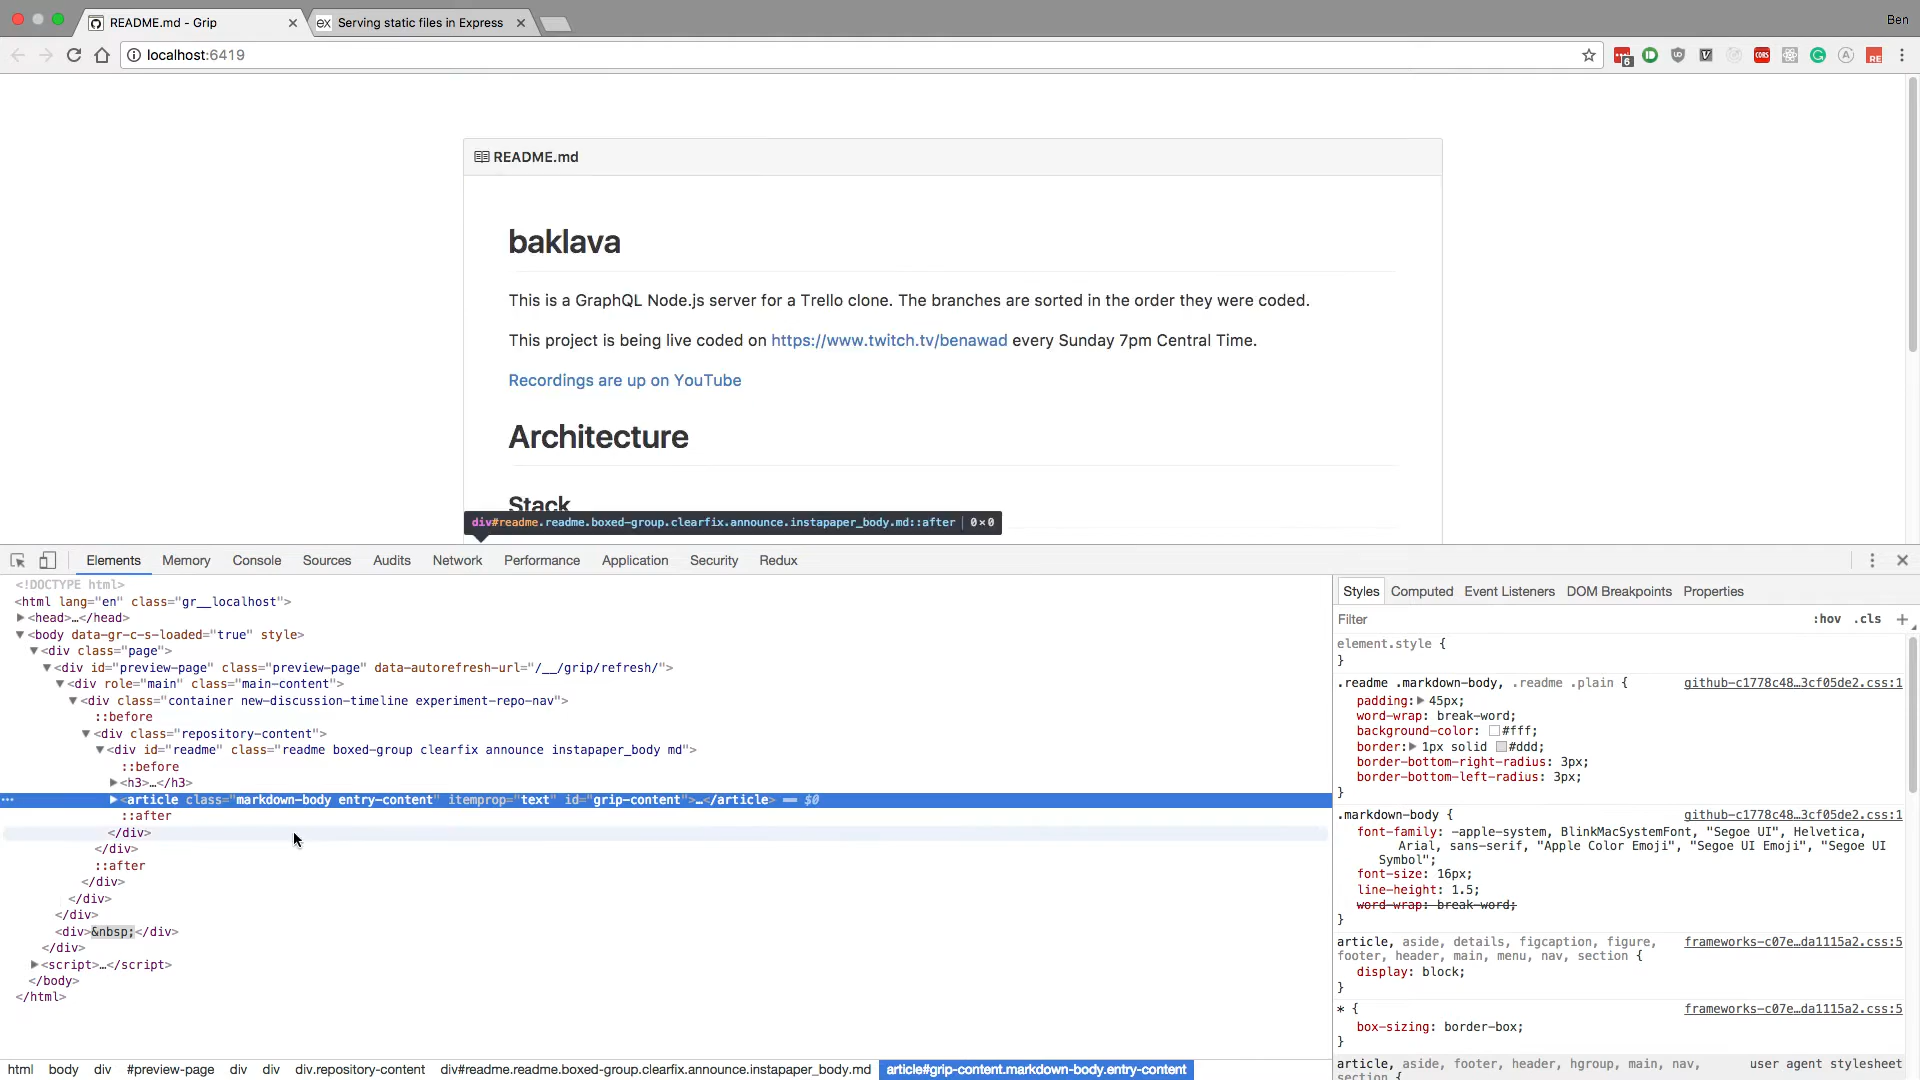 README.md - Grip
Serving static files in Express
Ben
localhost:6419
README.md
baklava
This is a GraphQL Node.js server for a Trello clone. The branches are sorted in the order they were coded.
This project is being live coded on https://www.twitch.tv/benawad every Sunday 7pm Central Time.
Recordings are up on YouTube
Architecture
Stack
div#readme.readme.boxed-group.clearfix.announce.instapaper_body.md::after | 0×0
Elements Memory Console Sources Audits Network Performance Application Security Redux
<!DOCTYPE html>
<html lang="en" class="gr__localhost">
<head>…</head>
<body data-gr-c-s-loaded="true" style>
<div class="page">
<div id="preview-page" class="preview-page" data-autorefresh-url="/__/grip/refresh/">
<div role="main" class="main-content">
<div class="container new-discussion-timeline experiment-repo-nav">
::before
<div class="repository-content">
<div id="readme" class="readme boxed-group clearfix announce instapaper_body md">
::before
<h3>…</h3>
<article class="markdown-body entry-content" itemprop="text" id="grip-content">…</article> == $0
::after
</div>
</div>
::after
</div>
</div>
</div>
<div>&nbsp;</div>
</div>
<script>…</script>
</body>
</html>
html body div #preview-page div div div.repository-content div#readme.readme.boxed-group.clearfix.announce.instapaper_body.md article#grip-content.markdown-body.entry-content
Styles Computed Event Listeners DOM Breakpoints Properties
Filter :hov .cls +
element.style {
}
.readme .markdown-body, .readme .plain { github-c1778c48…3cf05de2.css:1
padding: 45px;
word-wrap: break-word;
background-color: #fff;
border: 1px solid #ddd;
border-bottom-right-radius: 3px;
border-bottom-left-radius: 3px;
}
.markdown-body { github-c1778c48…3cf05de2.css:1
font-family: -apple-system, BlinkMacSystemFont, "Segoe UI", Helvetica,
Arial, sans-serif, "Apple Color Emoji", "Segoe UI Emoji", "Segoe UI
Symbol";
font-size: 16px;
line-height: 1.5;
word-wrap: break-word;
}
article, aside, details, figcaption, figure, frameworks-c07e…da1115a2.css:5
footer, header, main, menu, nav, section {
display: block;
}
* { frameworks-c07e…da1115a2.css:5
box-sizing: border-box;
}
article, aside, footer, header, hgroup, main, nav, user agent stylesheet
section {